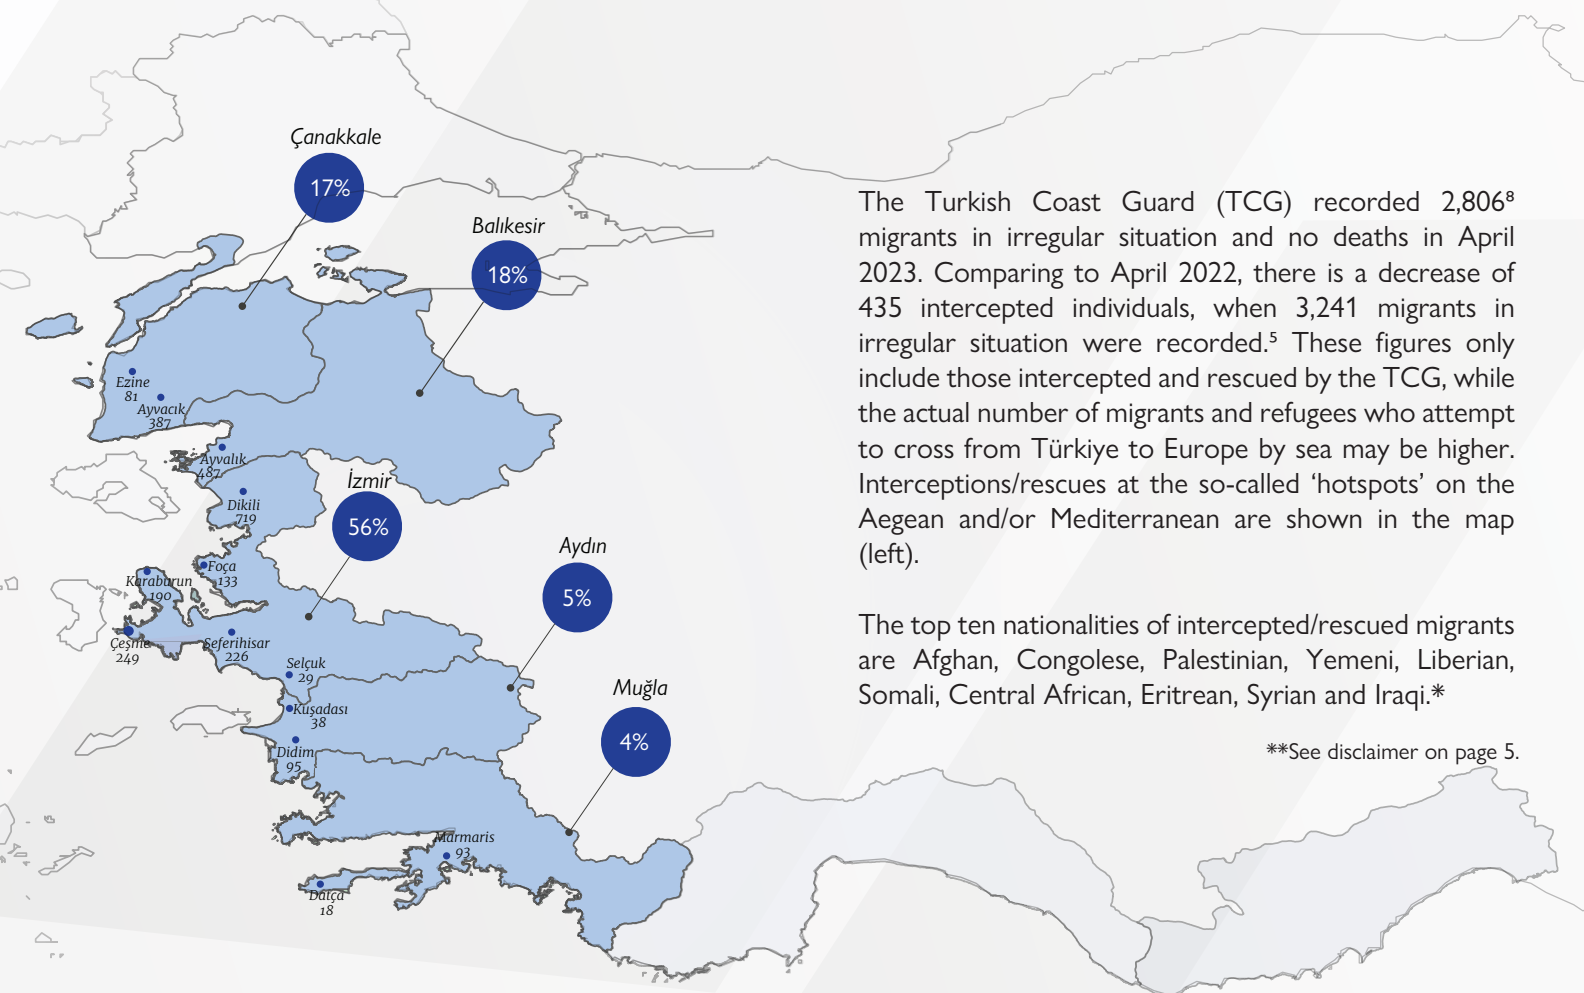 Çanakkale
17%
Balıkesir
18%
Ezine
81
Ayvacık
387
Ayvalık
487
Dikili
719
İzmir
56%
Foça
133
Karaburun
190
Çeşme
249
Seferihisar
226
Selçuk
29
Aydın
5%
Kuşadası
38
Didim
95
Muğla
4%
Marmaris
93
Datça
18
The Turkish Coast Guard (TCG) recorded 2,806⁸
migrants in irregular situation and no deaths in April
2023. Comparing to April 2022, there is a decrease of
435 intercepted individuals, when 3,241 migrants in
irregular situation were recorded.⁵ These figures only
include those intercepted and rescued by the TCG, while
the actual number of migrants and refugees who attempt
to cross from Türkiye to Europe by sea may be higher.
Interceptions/rescues at the so-called ‘hotspots’ on the
Aegean and/or Mediterranean are shown in the map
(left).
The top ten nationalities of intercepted/rescued migrants
are Afghan, Congolese, Palestinian, Yemeni, Liberian,
Somali, Central African, Eritrean, Syrian and Iraqi.*
**See disclaimer on page 5.